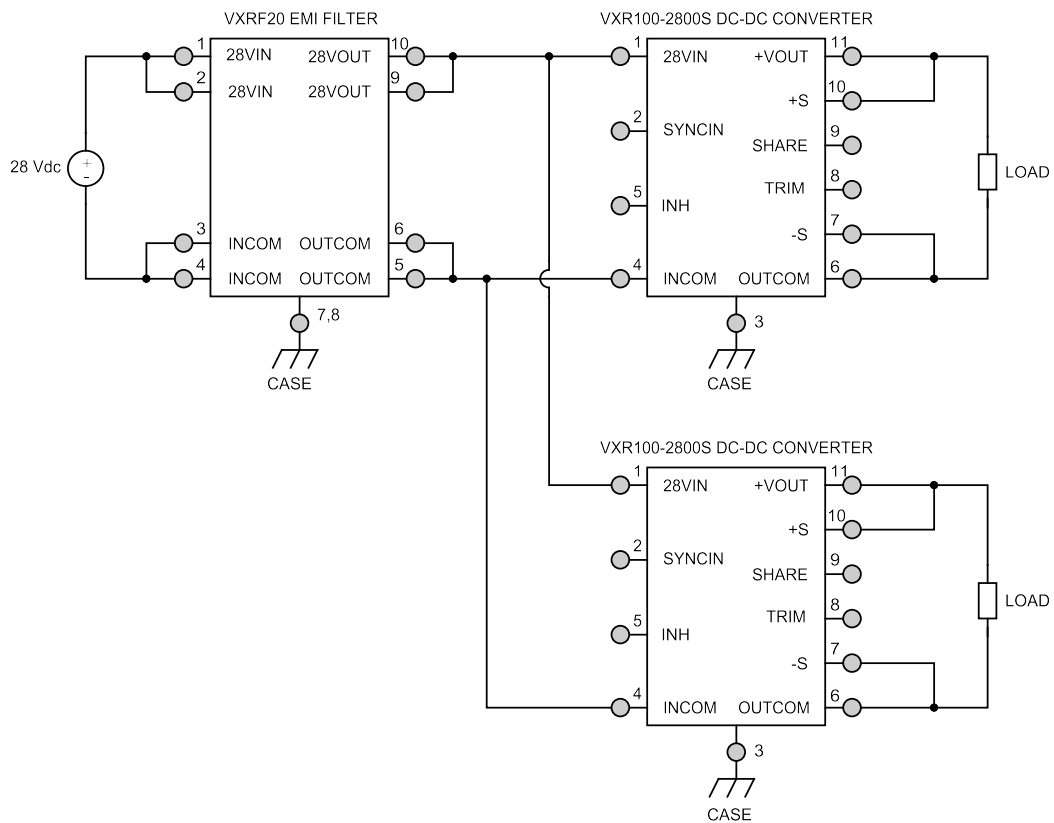 VXRF20 EMI FILTER
VXR100-2800S DC-DC CONVERTER
1 28VIN 28VOUT 10
2 28VIN 28VOUT 9
28 Vdc
+
-
3 INCOM OUTCOM 6
4 INCOM OUTCOM 5
7,8
CASE
1 28VIN +VOUT 11
+S 10
2 SYNCIN
SHARE 9
TRIM 8
LOAD
5 INH
-S 7
4 INCOM OUTCOM 6
3
CASE
VXR100-2800S DC-DC CONVERTER
1 28VIN +VOUT 11
+S 10
2 SYNCIN
SHARE 9
TRIM 8
LOAD
5 INH
-S 7
4 INCOM OUTCOM 6
3
CASE